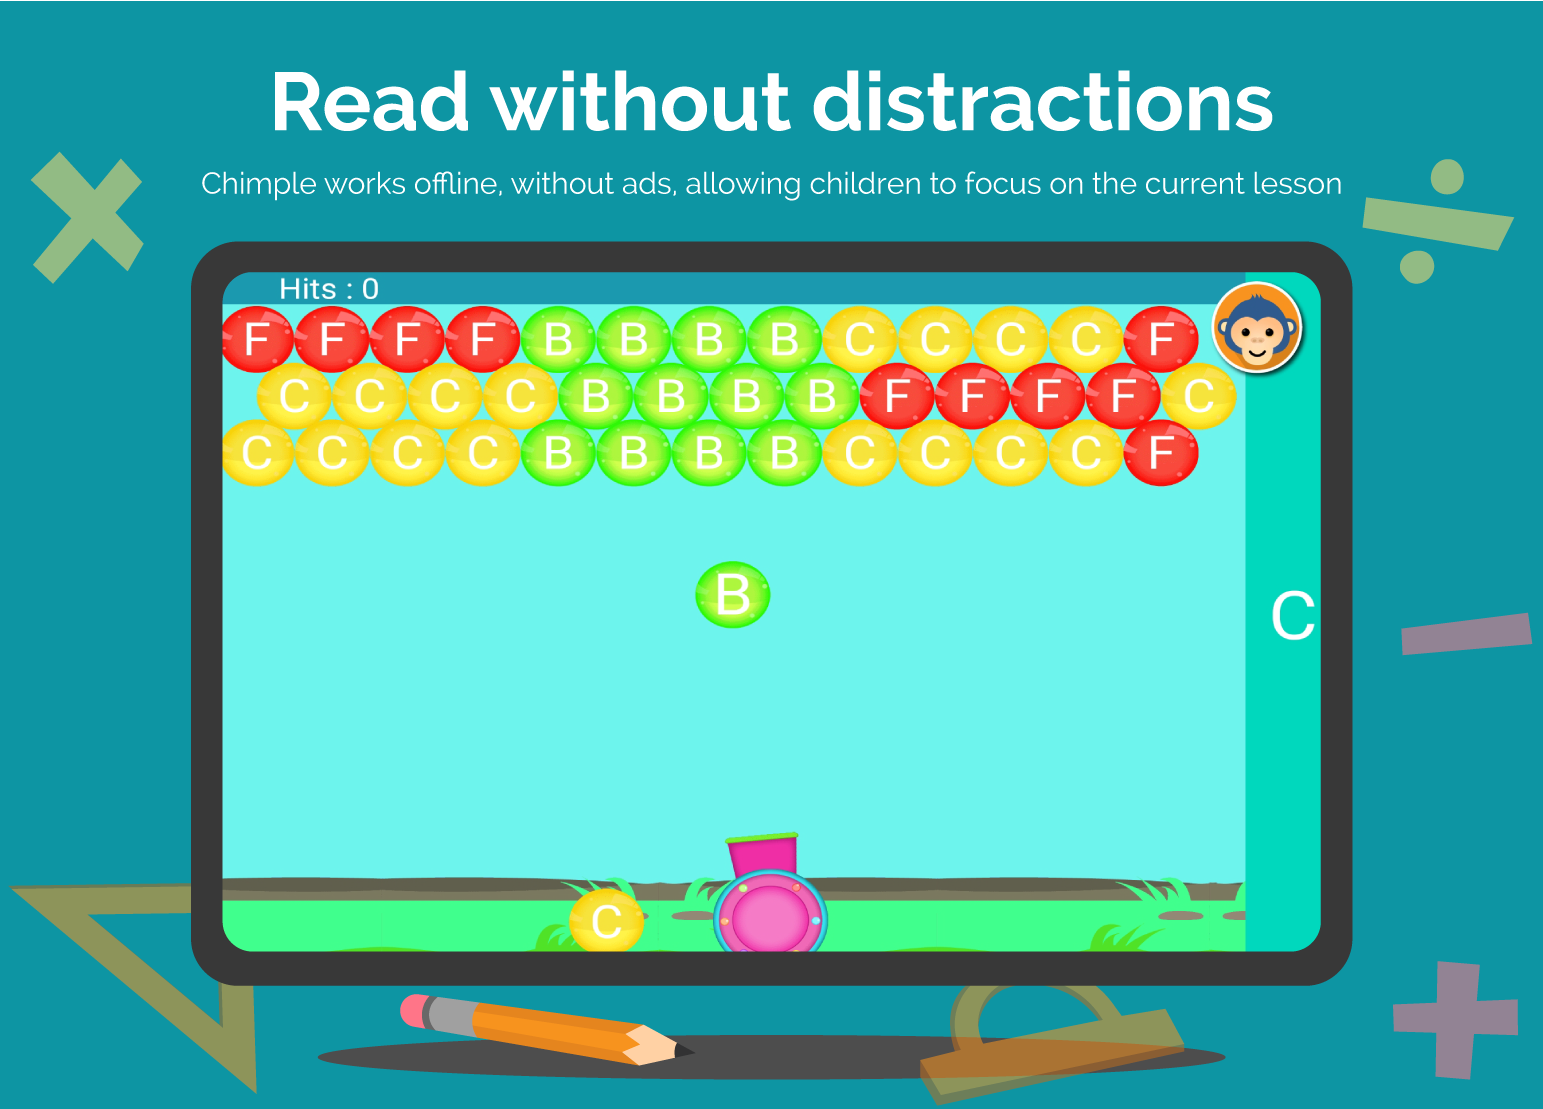 Read without distractions
Chimple works offline, without ads, allowing children to focus on the current lesson
Hits : 0
F F F F B B B B C C C C F
C C C C B B B B F F F F C
C C C C B B B B C C C C F
B
C
C